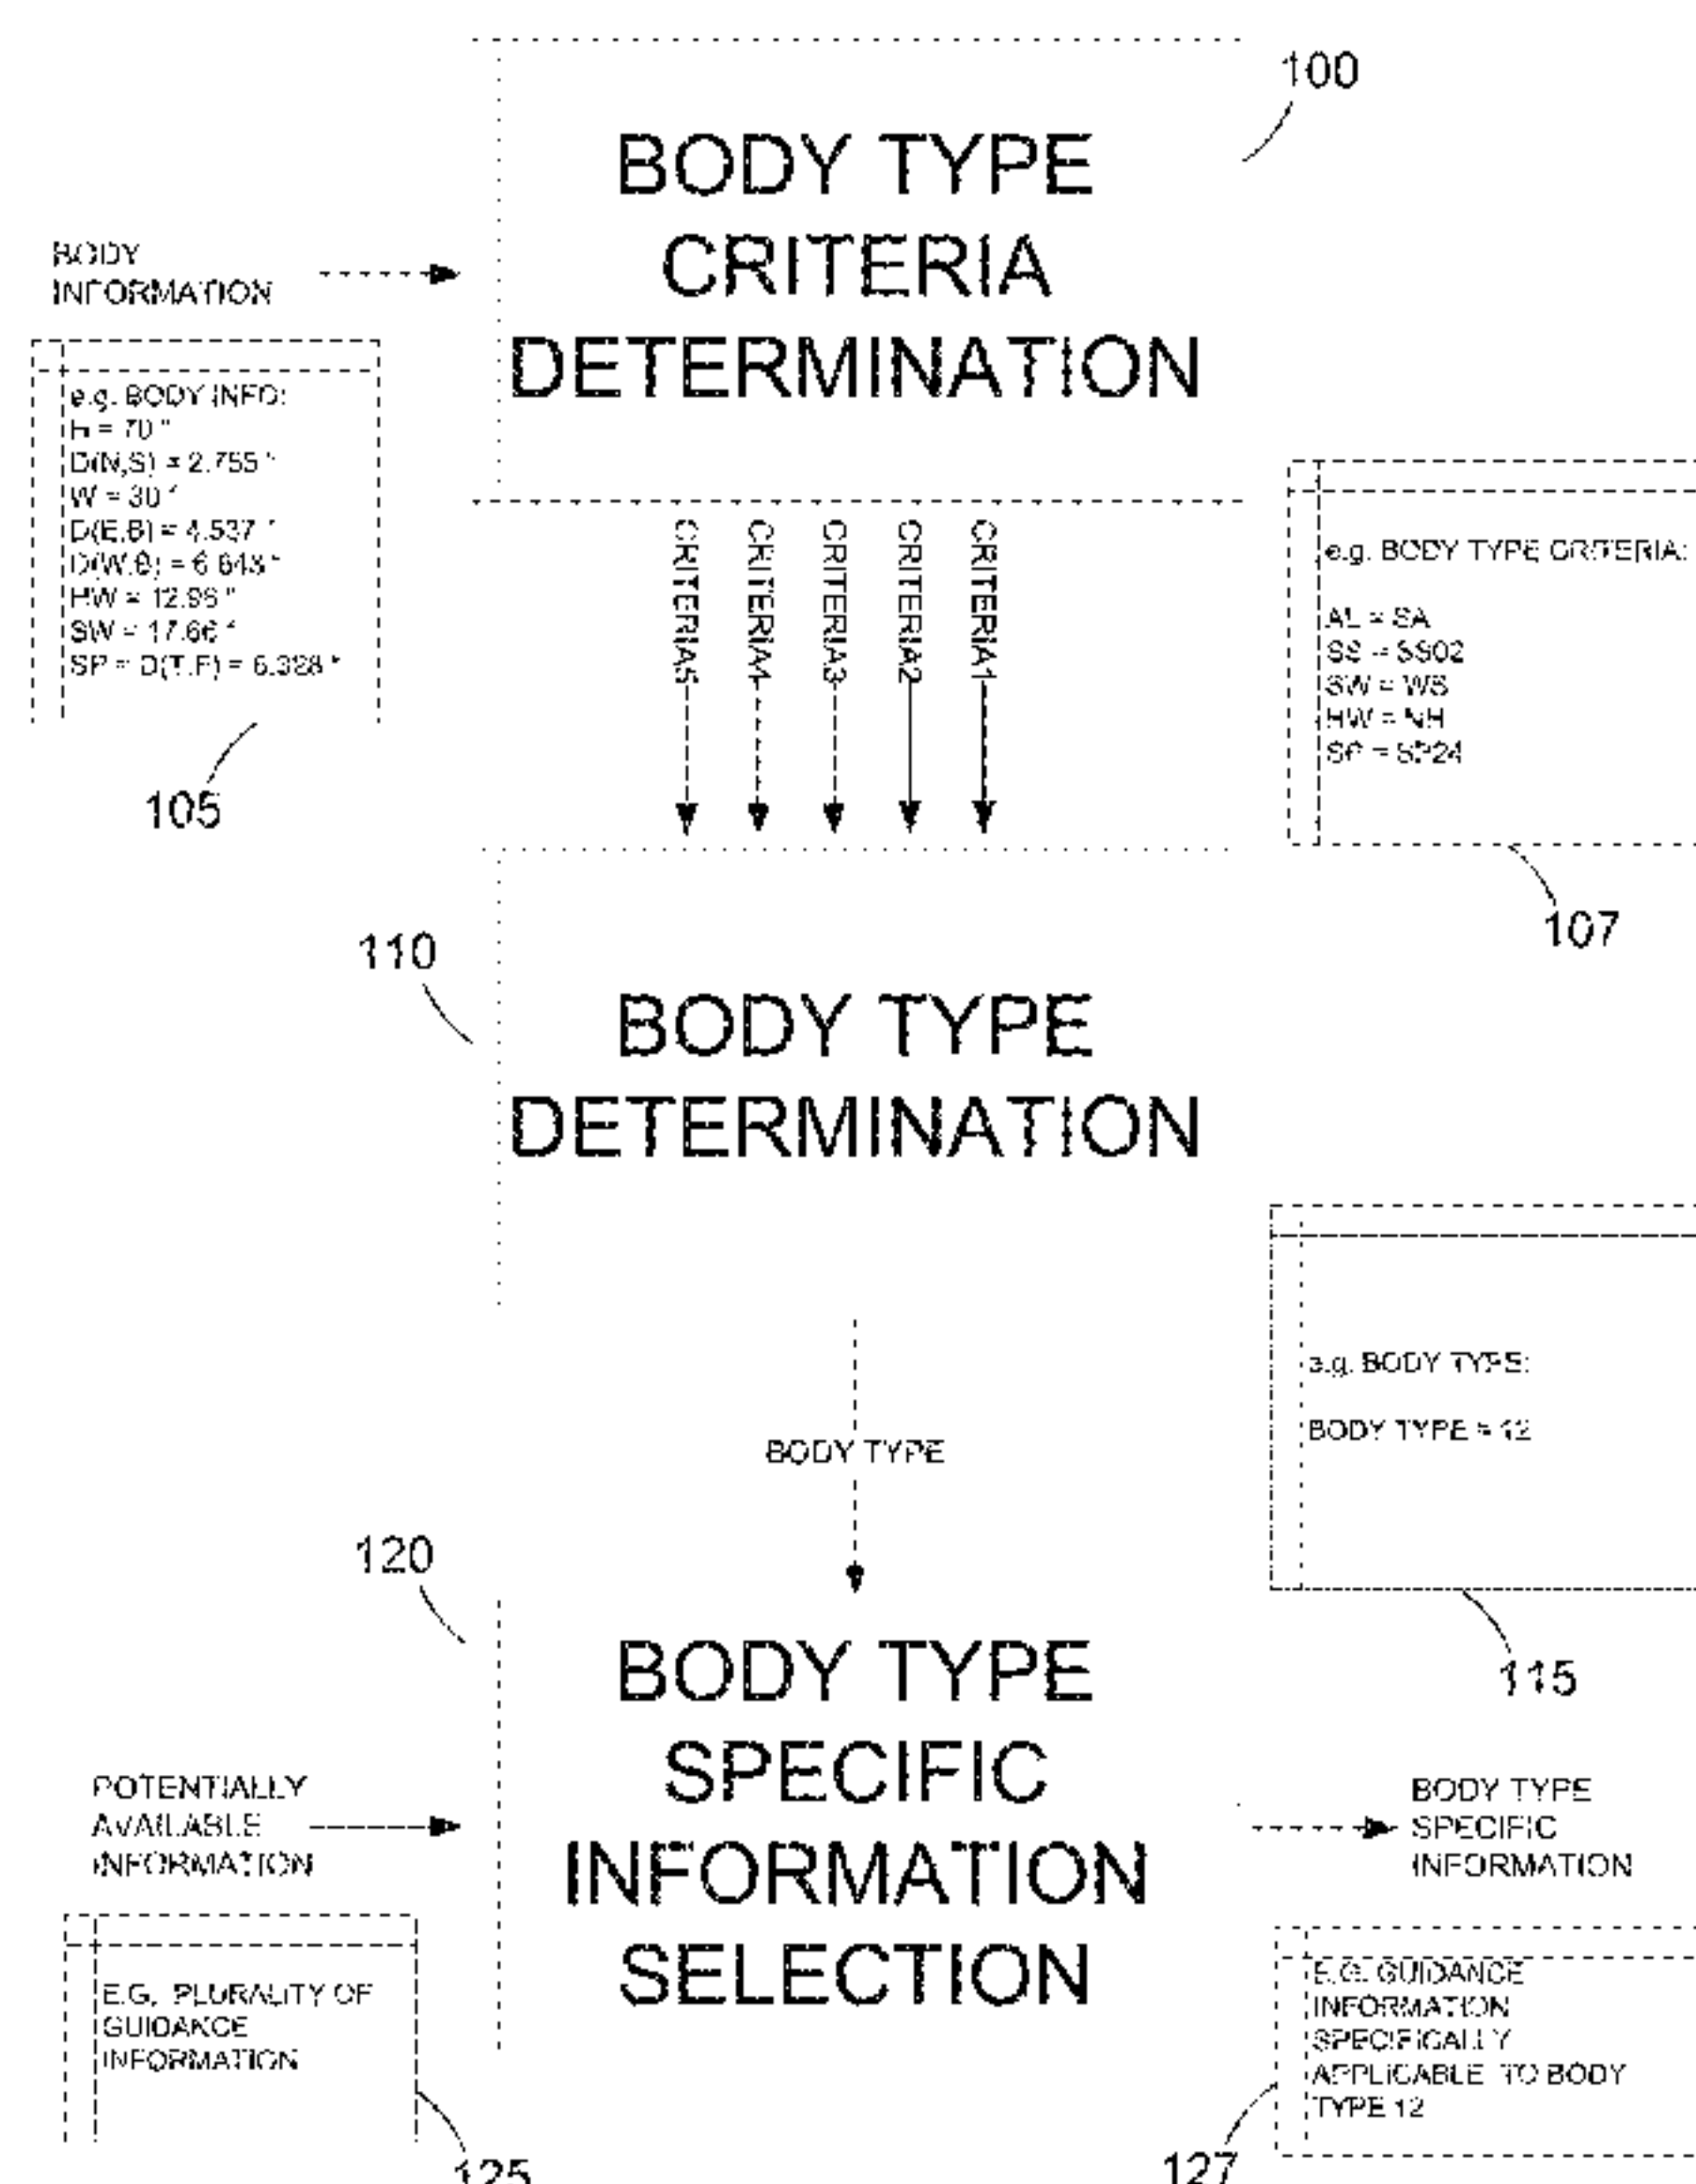 100
BODY TYPE
CRITERIA
DETERMINATION
BODY
INFORMATION
e.g. BODY INFO:
H = 70 "
D(N,S) = 2.755 "
W = 30 "
D(E,B) = 4.537 "
D(W,B) = 6.648 "
HW = 12.96 "
SW = 17.66 "
SP = D(T,F) = 6.328 "
105
CRITERIA5
CRITERIA4
CRITERIA3
CRITERIA2
CRITERIA1
e.g. BODY TYPE CRITERIA:
AL = SA
SS = SS02
SW = WS
HW = NH
SP = SP24
107
110
BODY TYPE
DETERMINATION
e.g. BODY TYPE:
BODY TYPE = 12
115
BODY TYPE
120
BODY TYPE
SPECIFIC
INFORMATION
SELECTION
POTENTIALLY
AVAILABLE
INFORMATION
E.G. PLURALITY OF
GUIDANCE
INFORMATION
125
BODY TYPE
SPECIFIC
INFORMATION
E.G. GUIDANCE
INFORMATION
SPECIFICALLY
APPLICABLE TO BODY
TYPE 12
127